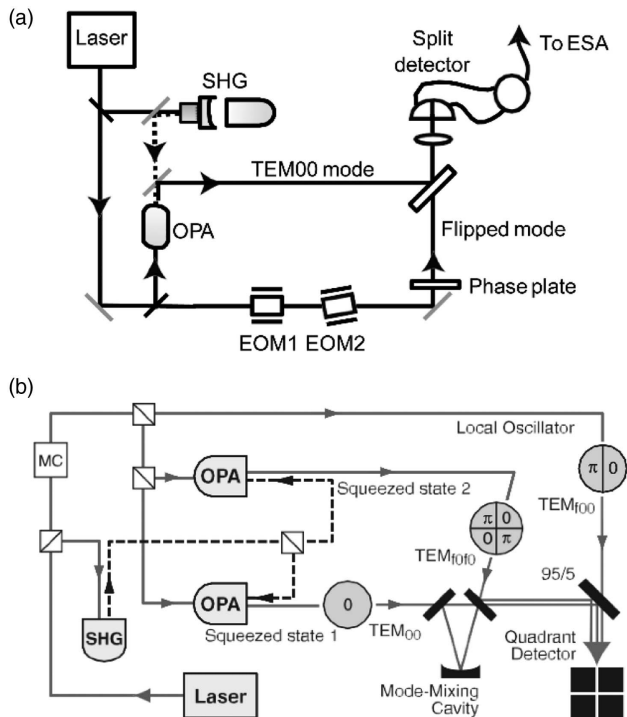 (a)
Laser
SHG
Split
detector
To ESA
TEM00 mode
OPA
Flipped mode
Phase plate
EOM1
EOM2
(b)
MC
Local Oscillator
π 0
TEMf00
OPA
Squeezed state 2
π 0
0 π
TEMf0f0
95/5
OPA
Squeezed state 1
0
TEM00
SHG
Quadrant
Detector
Mode-Mixing
Cavity
Laser